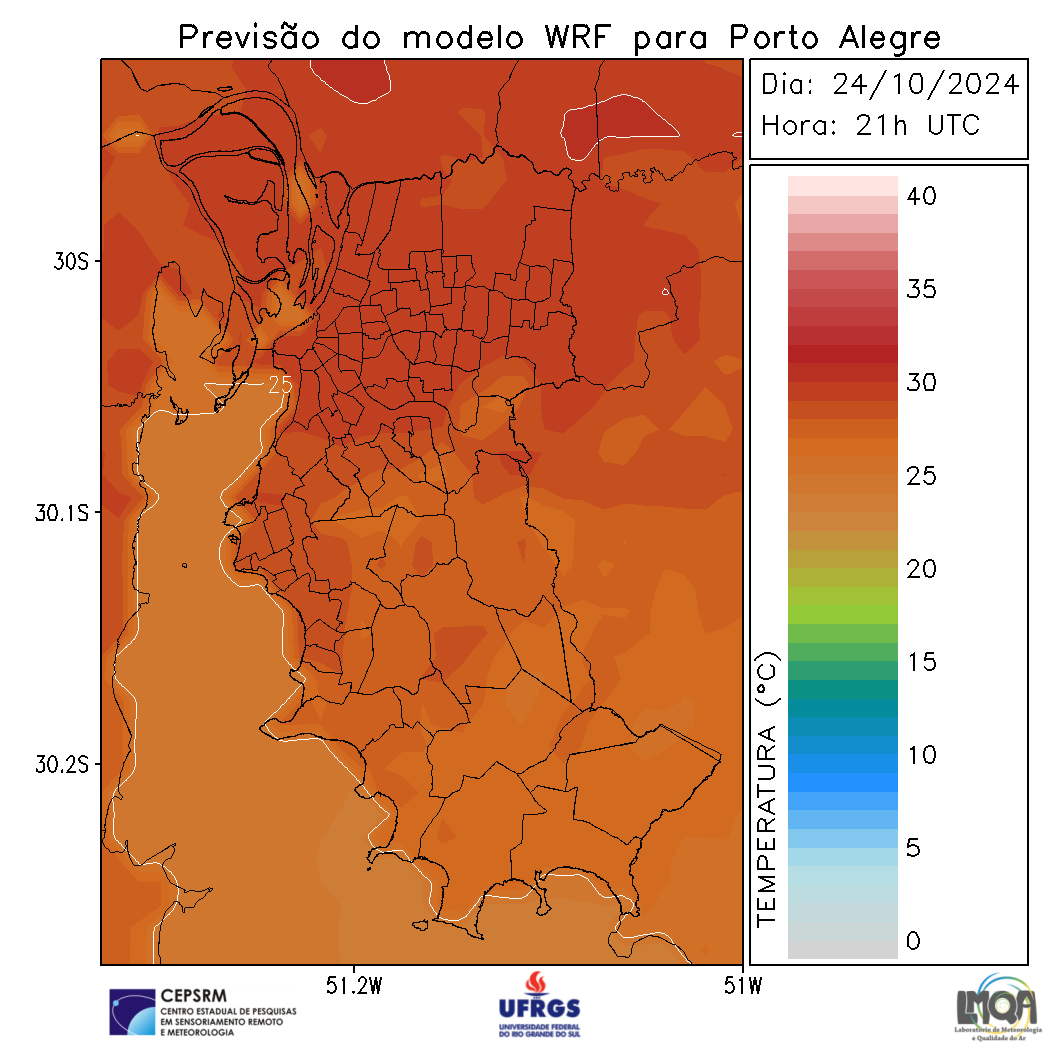 Previsão do modelo WRF para Porto Alegre
Dia: 24/10/2024
Hora: 21h UTC
40
35
30
25
20
15
10
5
0
TEMPERATURA (°C)
25
30S
30.1S
30.2S
51.2W
51W
CEPSRM
CENTRO ESTADUAL DE PESQUISAS
EM SENSORIAMENTO REMOTO
E METEOROLOGIA
UFRGS
UNIVERSIDADE FEDERAL
DO RIO GRANDE DO SUL
LMQA
Laboratório de Meteorologia
e Qualidade do Ar